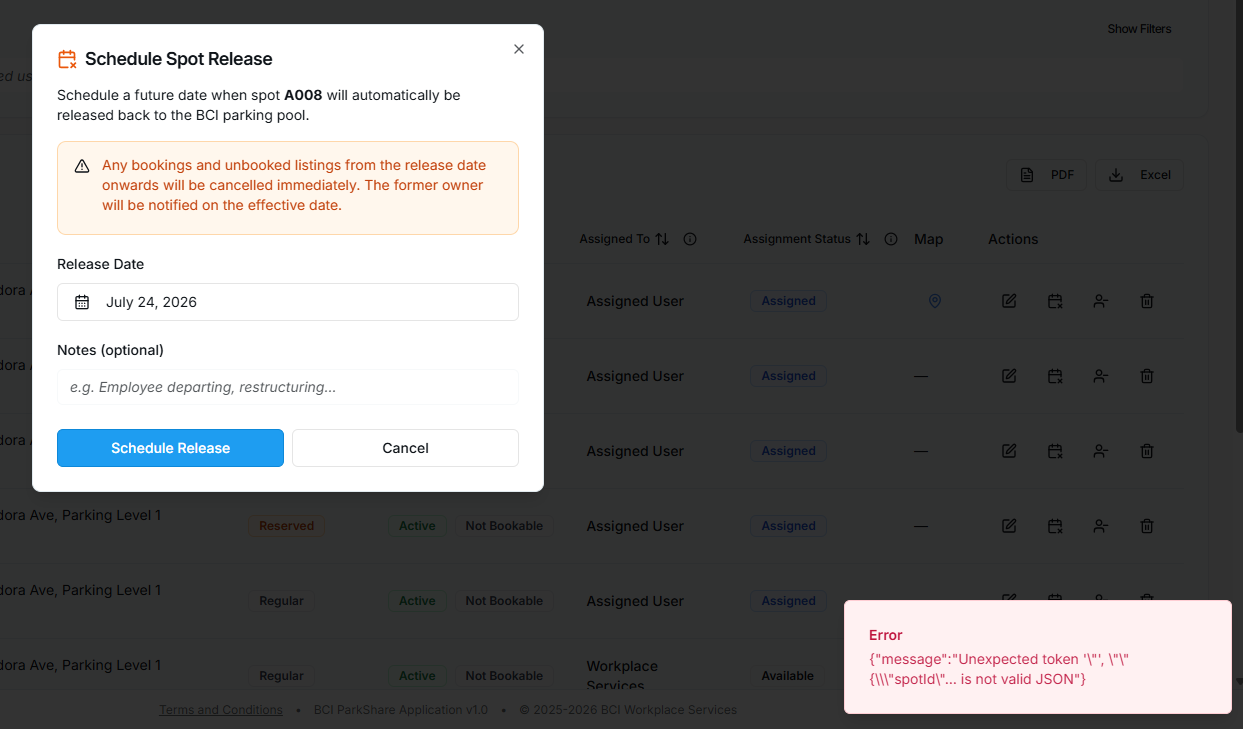 Show Filters
Schedule Spot Release
Schedule a future date when spot A008 will automatically be
released back to the BCI parking pool.
Any bookings and unbooked listings from the release date
onwards will be cancelled immediately. The former owner
will be notified on the effective date.
Release Date
July 24, 2026
Notes (optional)
e.g. Employee departing, restructuring...
Schedule Release Cancel
PDF Excel
Assigned To Assignment Status Map Actions
Assigned User Assigned
Assigned User Assigned —
Assigned User Assigned —
dora Ave, Parking Level 1 Reserved Active Not Bookable Assigned User Assigned —
dora Ave, Parking Level 1 Regular Active Not Bookable Assigned User Assigned
dora Ave, Parking Level 1 Regular Active Not Bookable Workplace Services Available
Error
{"message":"Unexpected token '\"', \"\"
{\\\"spotId\"... is not valid JSON"}
Terms and Conditions • BCI ParkShare Application v1.0 • © 2025-2026 BCI Workplace Services